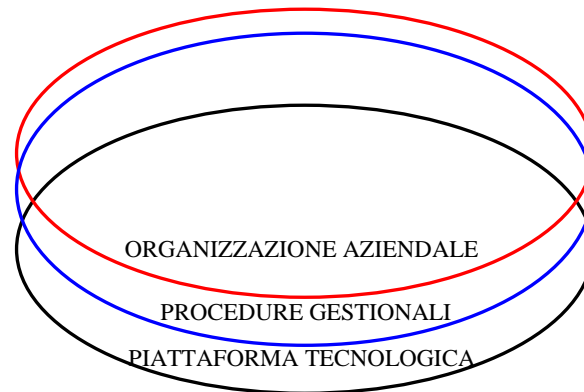 ORGANIZZAZIONE AZIENDALE
PROCEDURE GESTIONALI
PIATTAFORMA TECNOLOGICA